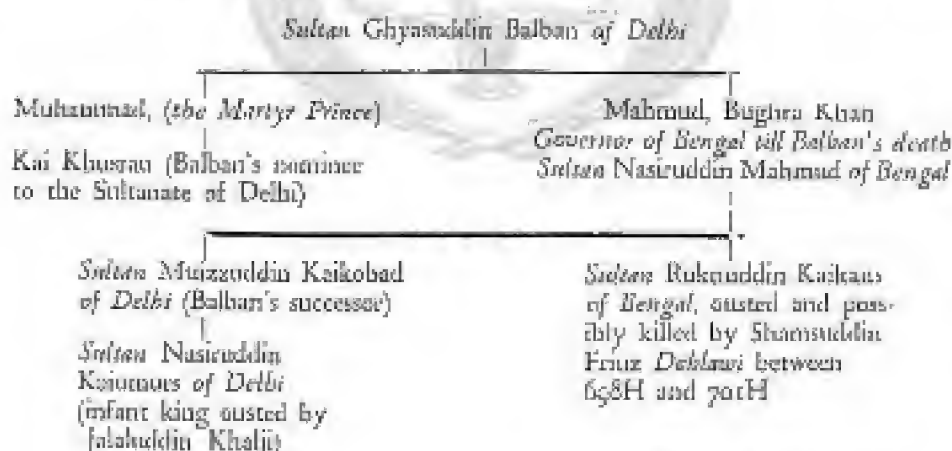 Sultan Ghyasuddin Balban of Delhi
Muhammad, (the Martyr Prince)
Kai Khusrau (Balban's nominee
to the Sultanate of Delhi)
Mahmud, Bughra Khan
Governor of Bengal till Balban's death
Sultan Nasiruddin Mahmud of Bengal
Sultan Muizzuddin Kaikobad
of Delhi (Balban's successor)
Sultan Nasiruddin
Kaiomurs of Delhi
(infant king ousted by
Jalaluddin Khalji)
Sultan Ruknuddin Kaikaus
of Bengal, ousted and poss-
ibly killed by Shamsuddin
Firuz Dehlawi between
698H and 701H